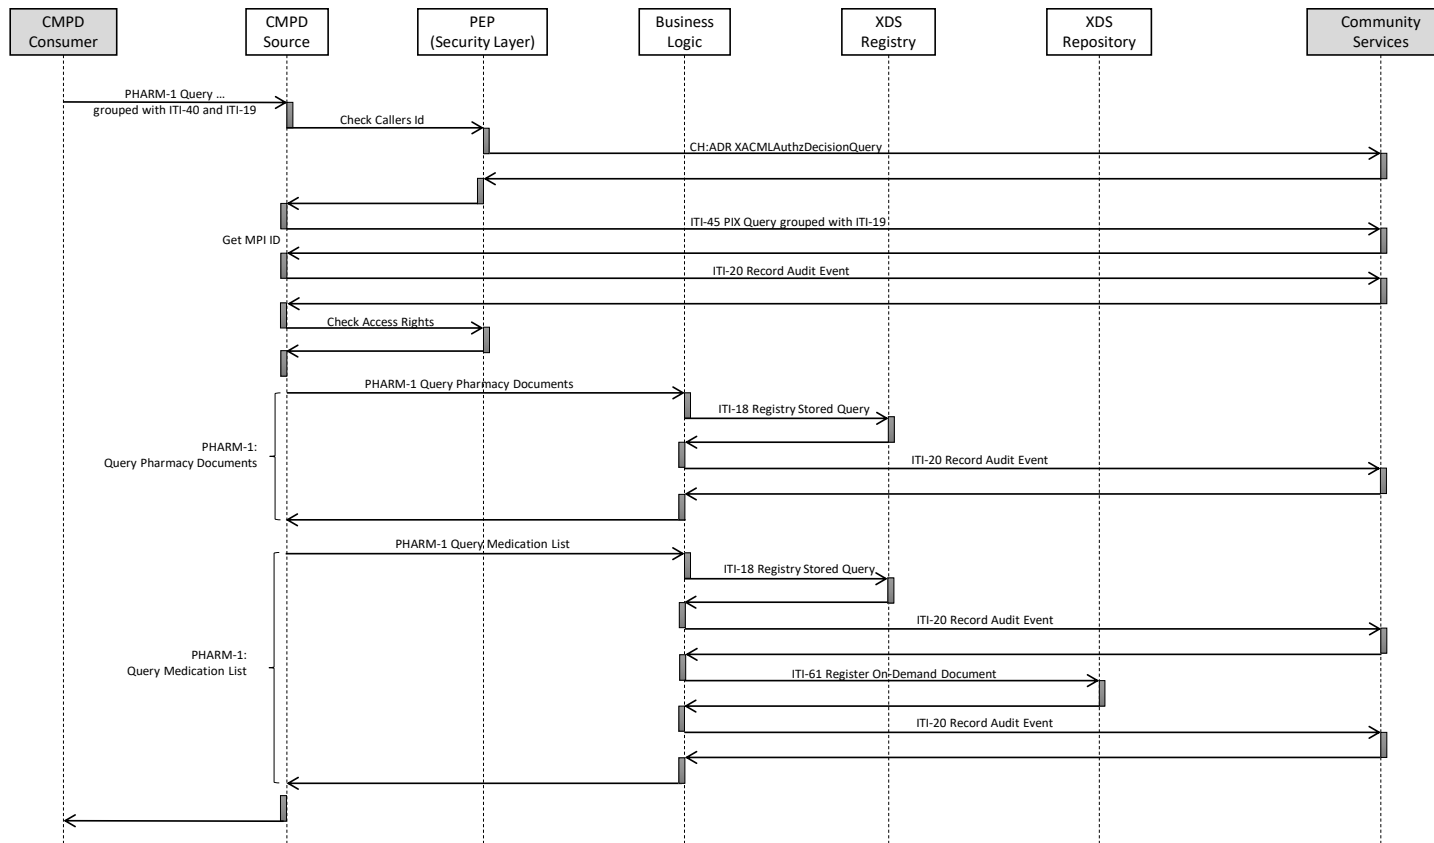 CMPD
Consumer
CMPD
Source
PEP
(Security Layer)
Business
Logic
XDS
Registry
XDS
Repository
Community
Services
PHARM-1 Query ...
grouped with ITI-40 and ITI-19
Check Callers Id
CH:ADR XACMLAuthzDecisionQuery
ITI-45 PIX Query grouped with ITI-19
Get MPI ID
ITI-20 Record Audit Event
Check Access Rights
PHARM-1 Query Pharmacy Documents
ITI-18 Registry Stored Query
PHARM-1:
Query Pharmacy Documents
ITI-20 Record Audit Event
PHARM-1 Query Medication List
ITI-18 Registry Stored Query
ITI-20 Record Audit Event
PHARM-1:
Query Medication List
ITI-61 Register On-Demand Document
ITI-20 Record Audit Event